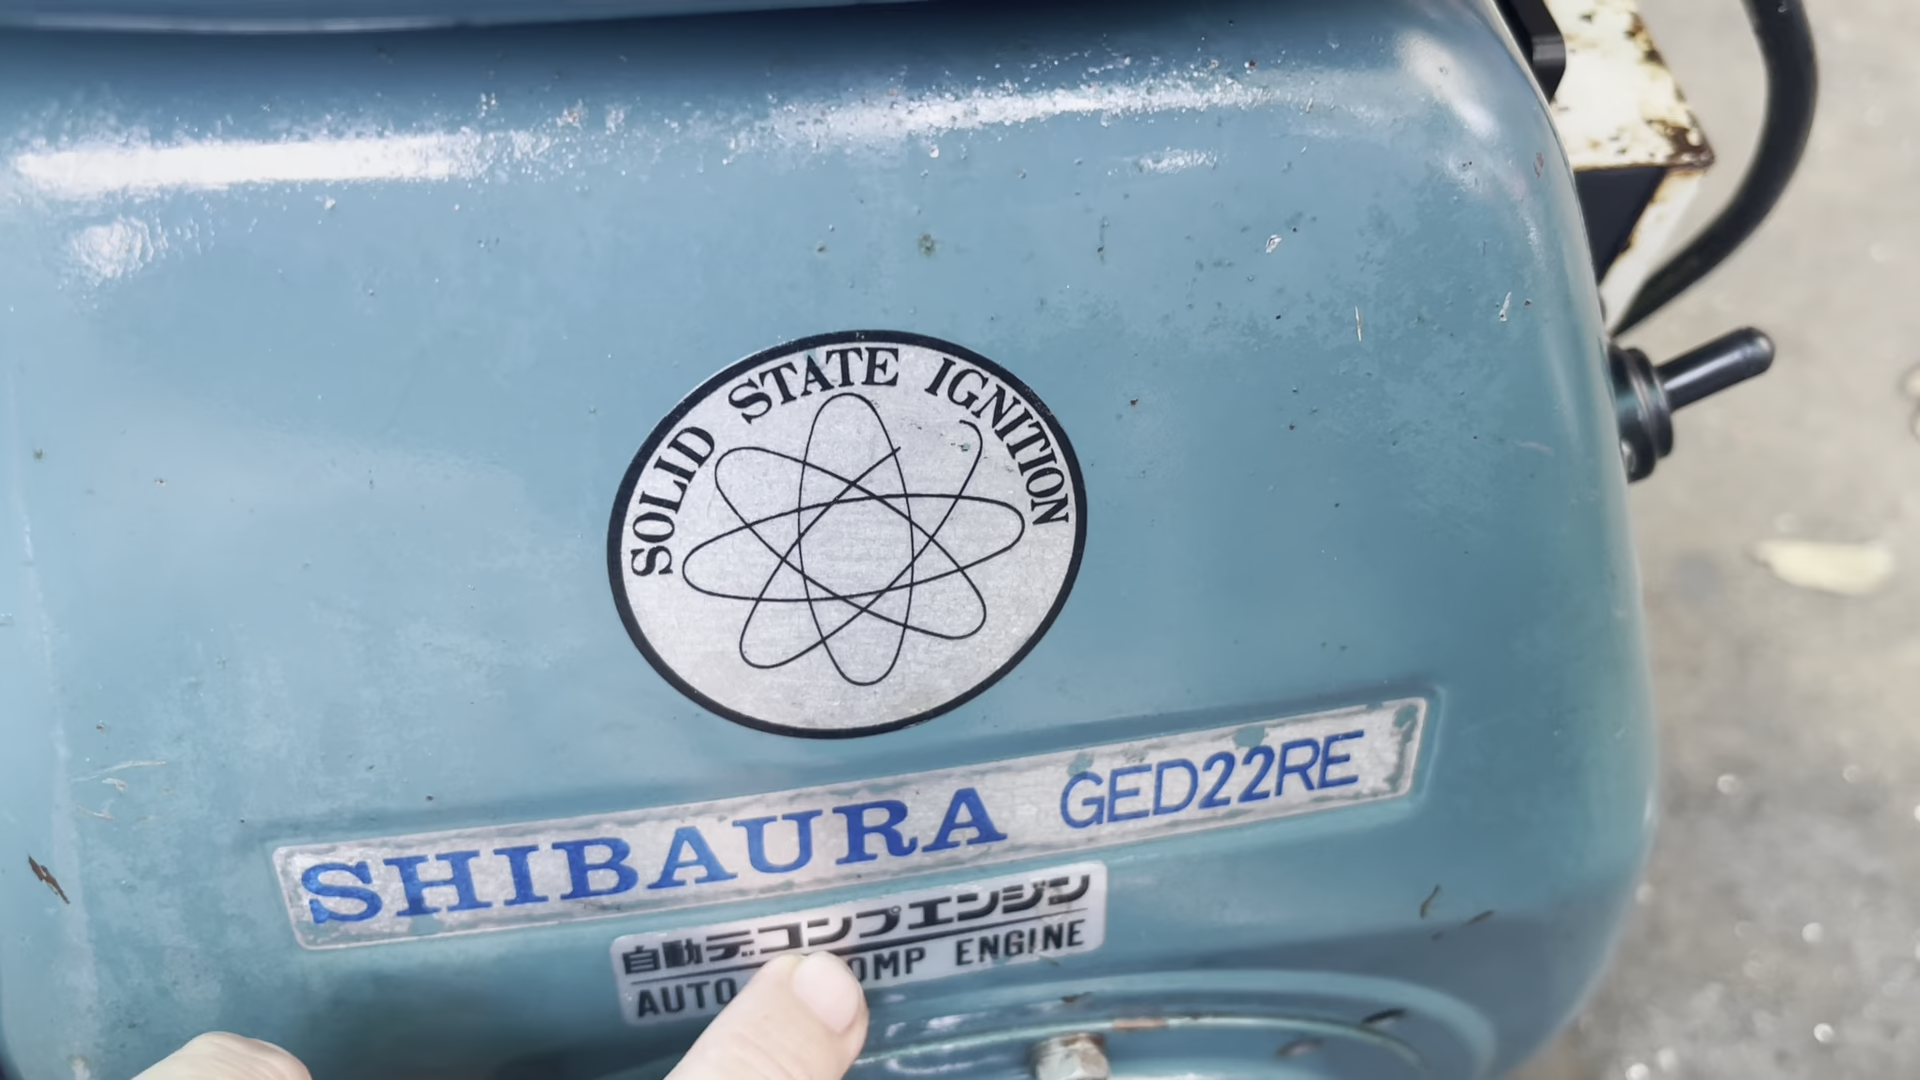 SOLID STATE IGNITION
SHIBAURA GED22RE
自動デコンプエンジン
AUTO OMP ENGINE